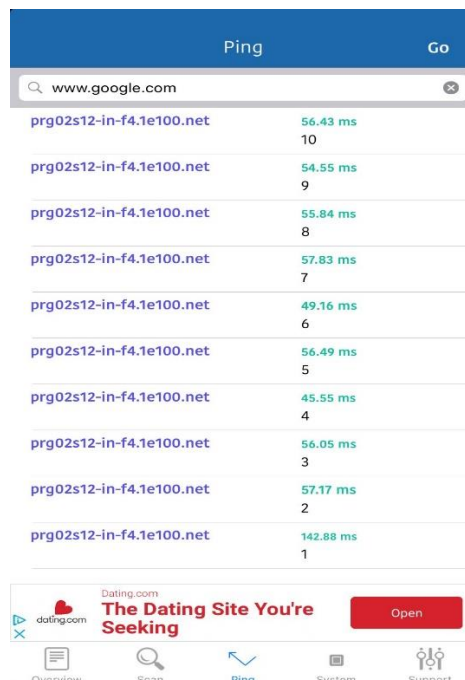 Ping
Go
www.google.com
prg02s12-in-f4.1e100.net 56.43 ms
10
prg02s12-in-f4.1e100.net 54.55 ms
9
prg02s12-in-f4.1e100.net 55.84 ms
8
prg02s12-in-f4.1e100.net 57.83 ms
7
prg02s12-in-f4.1e100.net 49.16 ms
6
prg02s12-in-f4.1e100.net 56.49 ms
5
prg02s12-in-f4.1e100.net 45.55 ms
4
prg02s12-in-f4.1e100.net 56.05 ms
3
prg02s12-in-f4.1e100.net 57.17 ms
2
prg02s12-in-f4.1e100.net 142.88 ms
1
Dating.com
dating.com
The Dating Site You're
Seeking
Open
Overview Scan Ping System Support